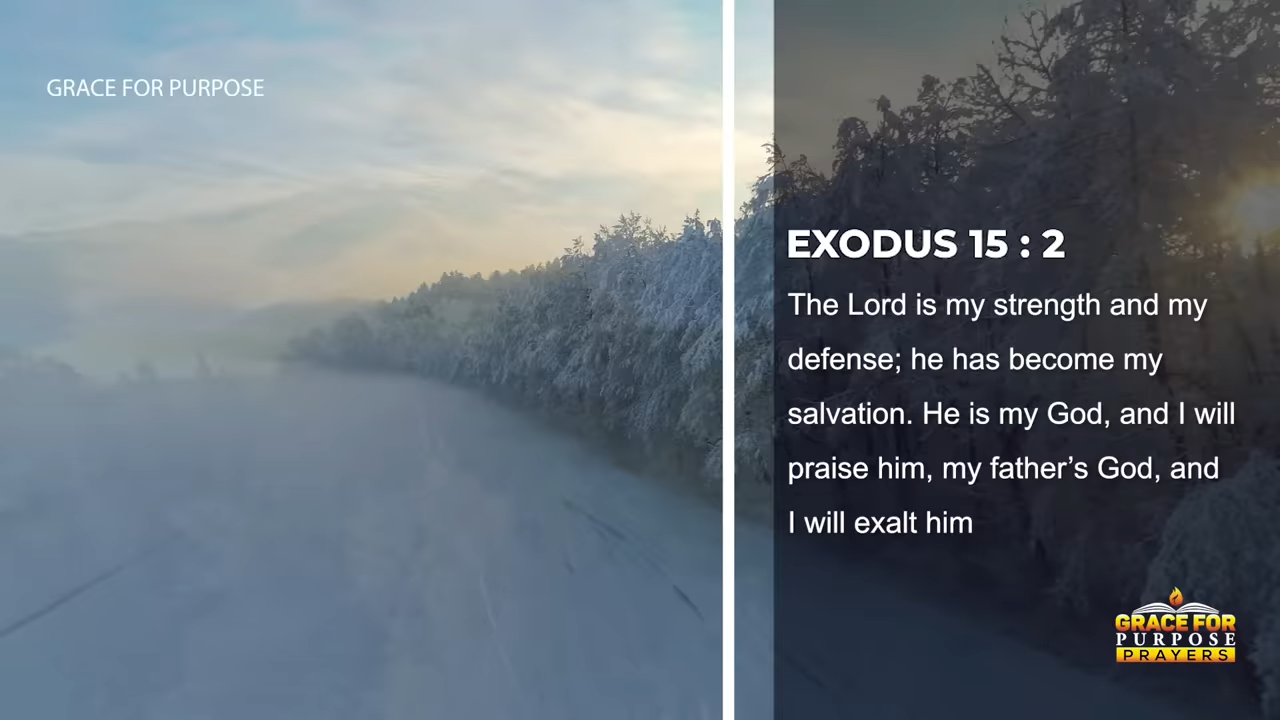 GRACE FOR PURPOSE
EXODUS 15 : 2
The Lord is my strength and my
defense; he has become my
salvation. He is my God, and I will
praise him, my father’s God, and
I will exalt him
GRACE FOR
PURPOSE
PRAYERS